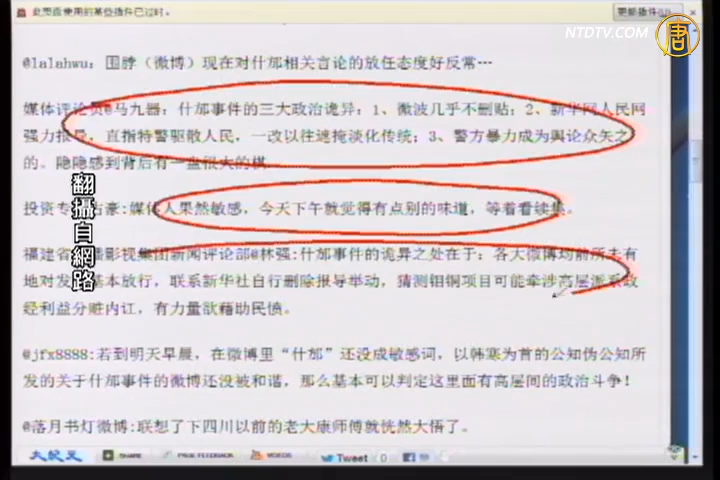 此页面使用的某些插件已过时。
更新插件(U)...
NTDTV.COM
唐
@lalahwu：围脖（微博）现在对什邡相关言论的放任态度好反常…
媒体评论员@马九器：什邡事件的三大政治诡异：1、微波几乎不删贴；2、新华网人民网
强力报导，直指特警驱散人民，一改以往遮掩淡化传统；3、警方暴力成为舆论众矢之
的。隐隐感到背后有一盘很大的棋
投资专 占豪:媒体人果然敏感，今天下午就觉得有点别的味道，等着看续集。
福建省 播影视集团新闻评论部@林强:什邡事件的诡异之处在于：各大微博均前所未有
地对发 基本放行，联系新华社自行删除报导举动，猜测钼铜项目可能牵涉高层派系政
经利益分赃内讧，有力量欲藉助民愤。
@jfx8888:若到明天早晨，在微博里“什邡”还没成敏感词，以韩寒为首的公知伪公知所
发的关于什邡事件的微博还没被和谐，那么基本可以判定这里面有高层间的政治斗争！
@落月书灯微博:联想了下四川以前的老大康师傅就恍然大悟了。
翻攝自網路
大紀元
SHARE
FEEDBACK
VIDEOS
Tweet 0